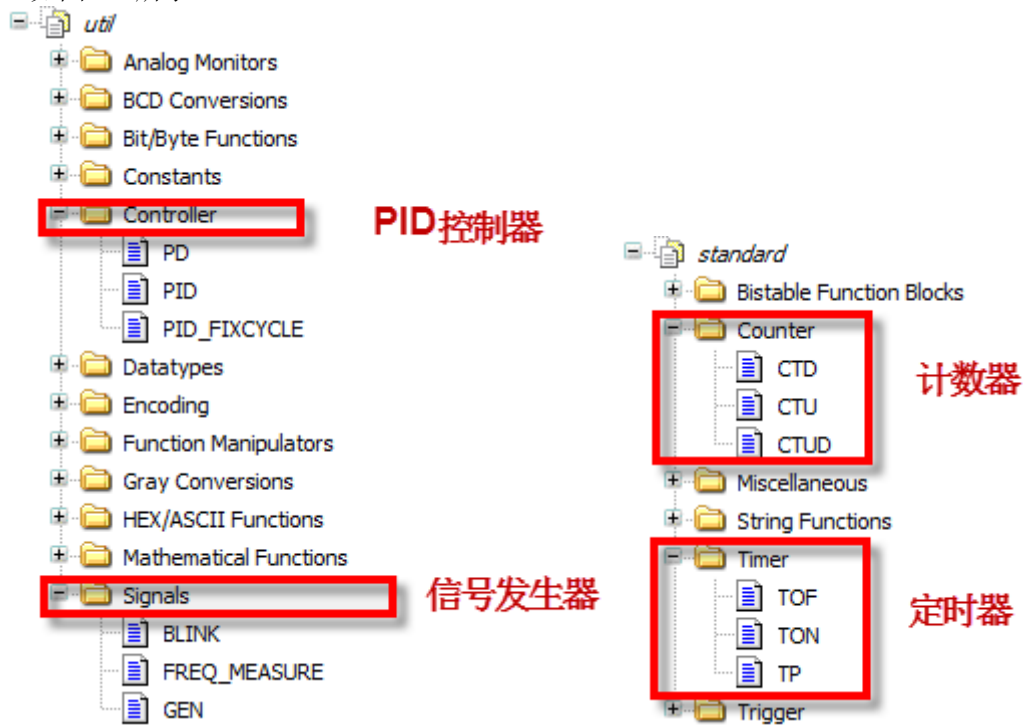 util
Analog Monitors
BCD Conversions
Bit/Byte Functions
Constants
Controller
PID控制器
PD
PID
PID_FIXCYCLE
Datatypes
Encoding
Function Manipulators
Gray Conversions
HEX/ASCII Functions
Mathematical Functions
Signals
信号发生器
BLINK
FREQ_MEASURE
GEN
standard
Bistable Function Blocks
Counter
CTD
计数器
CTU
CTUD
Miscellaneous
String Functions
Timer
TOF
定时器
TON
TP
Trigger